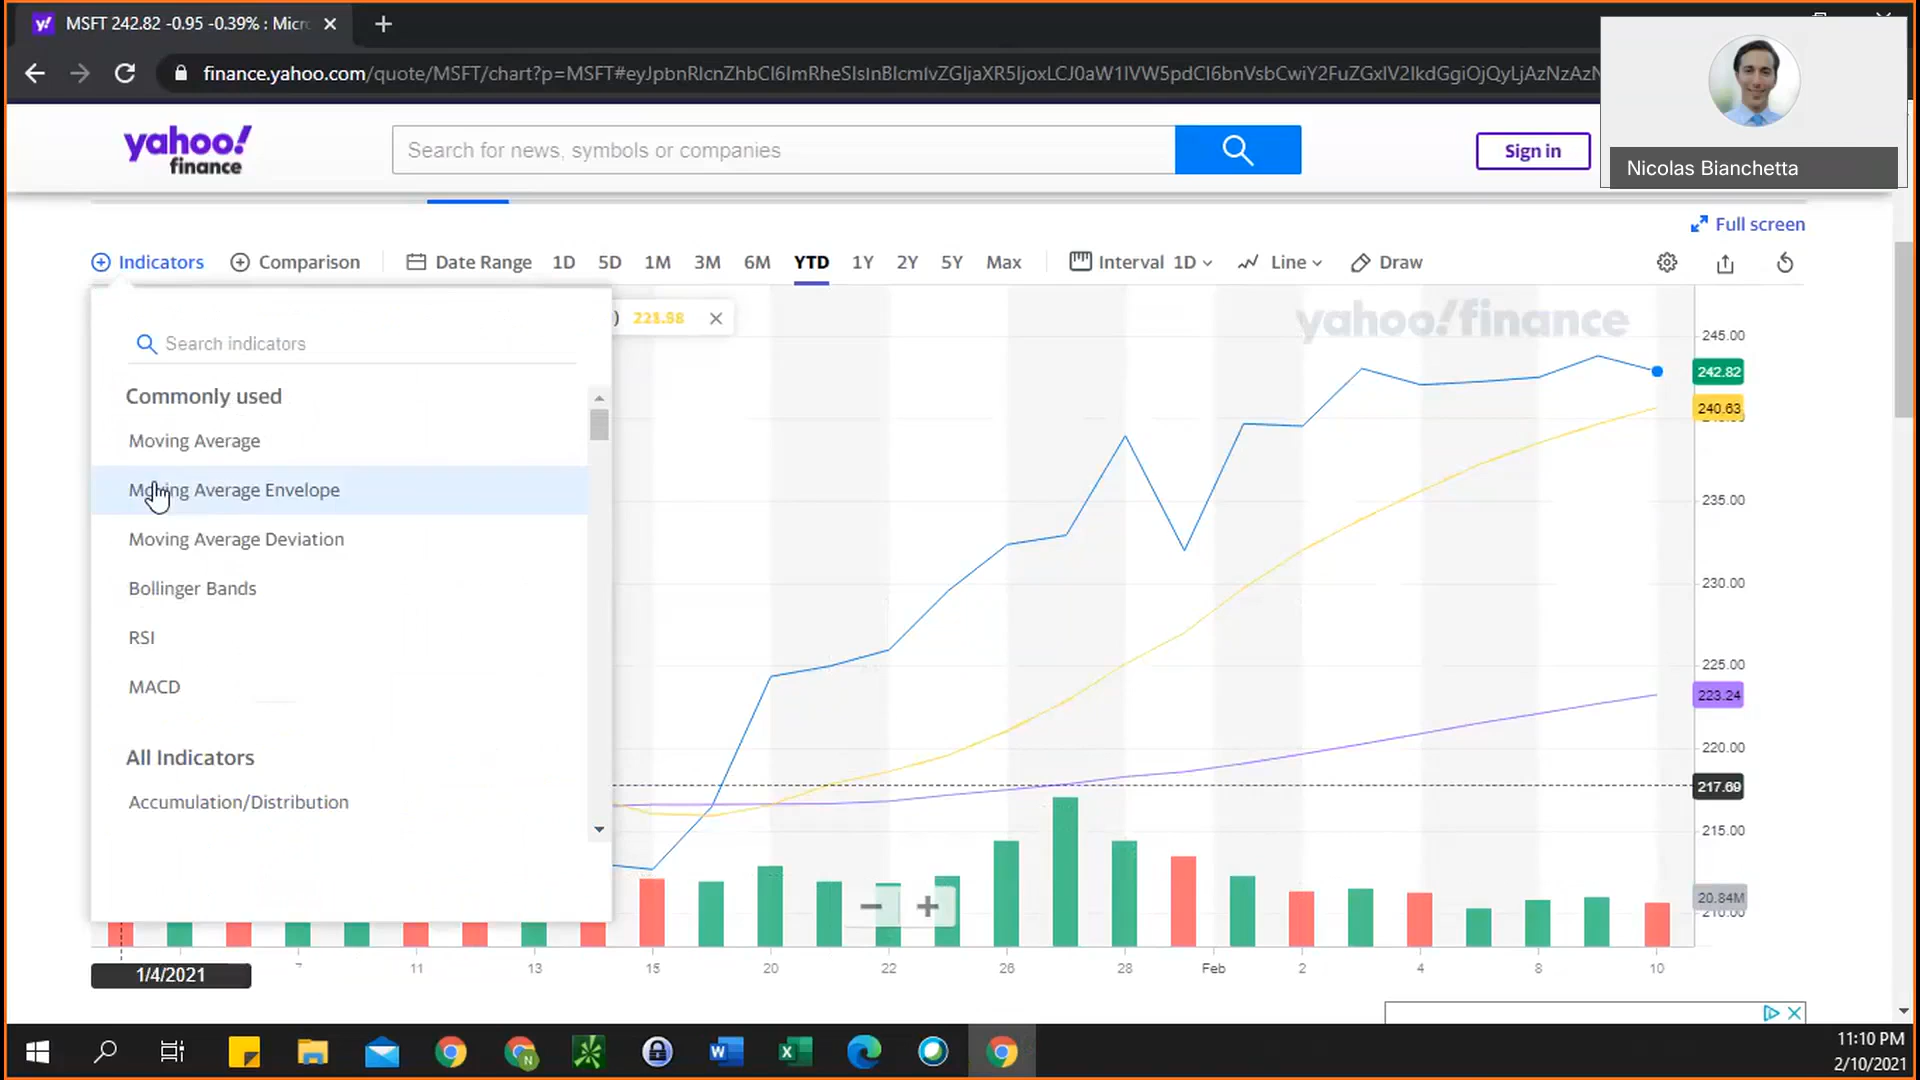 MSFT 242.82 -0.95 -0.39% : Micr
finance.yahoo.com/quote/MSFT/chart?p=MSFT#
Nicolas Bianchetta
yahoo!
finance
Search for news, symbols or companies
Sign in
Full screen
Indicators Comparison Date Range 1D 5D 1M 3M 6M YTD 1Y 2Y 5Y Max Interval 1D Line Draw
Search indicators
Commonly used
Moving Average
Moving Average Envelope
Moving Average Deviation
Bollinger Bands
RSI
MACD
All Indicators
Accumulation/Distribution
)
yahoo!finance
245.00
242.82
240.63
235.00
230.00
225.00
223.24
220.00
217.69
215.00
20.84M
210.00
− +
1/4/2021 7 11 13 15 20 22 26 28 Feb 2 4 8 10
N
W
X
11:10 PM
2/10/2021